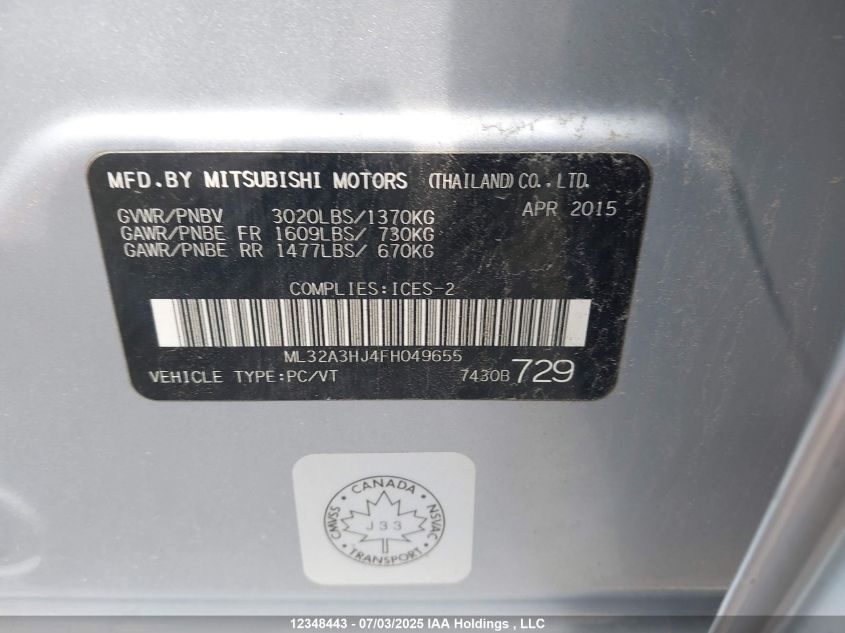 MFD.BY MITSUBISHI MOTORS (THAILAND) CO., LTD.
GVWR/PNBV 3020LBS/1370KG APR 2015
GAWR/PNBE FR 1609LBS/ 730KG
GAWR/PNBE RR 1477LBS/ 670KG
COMPLIES:ICES-2
ML32A3HJ4FH049655
VEHICLE TYPE:PC/VT 7430B 729
CANADA
CMVSS J33 NSVAC
TRANSPORT
12348443 - 07/03/2025 IAA Holdings , LLC